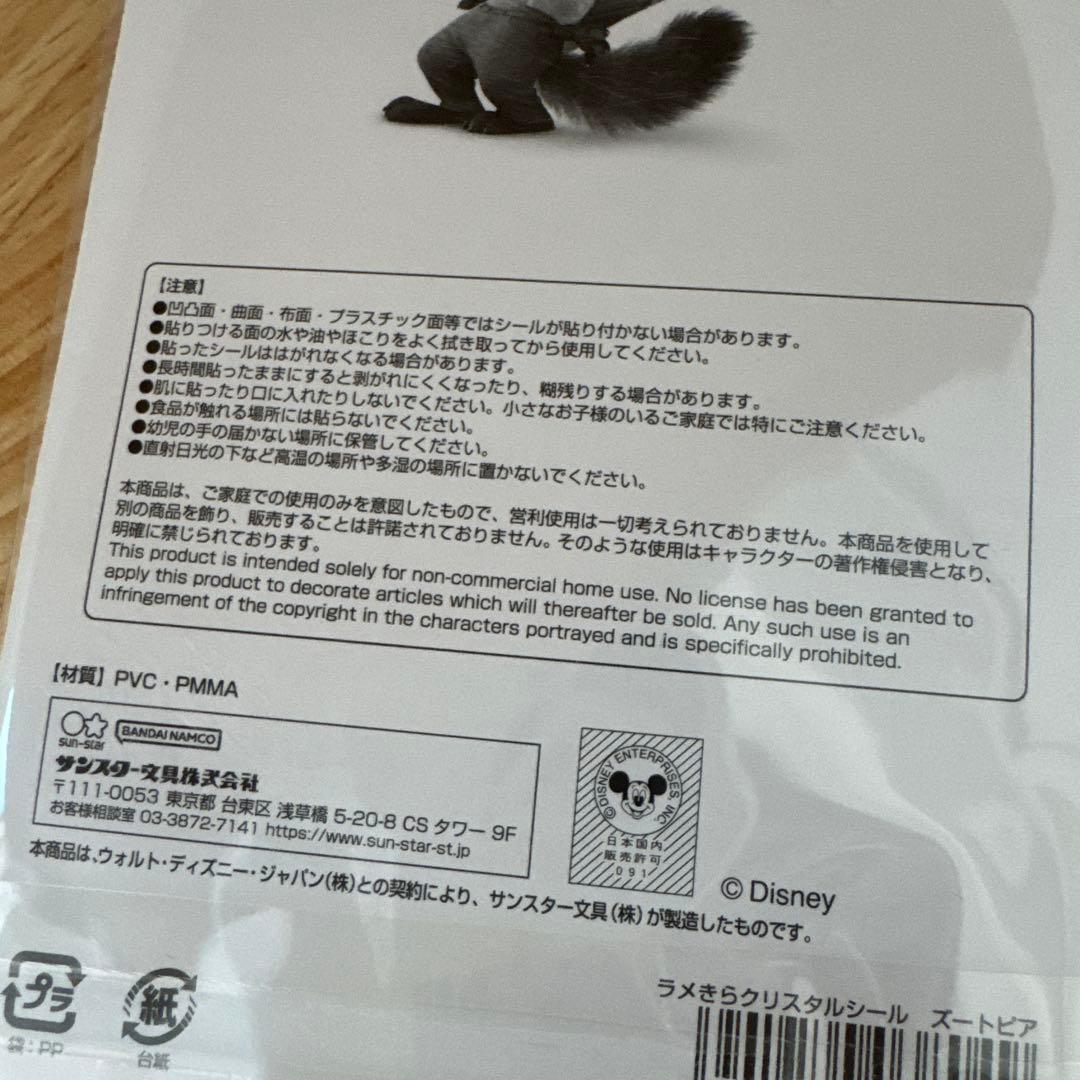 【注意】
●凹凸面・曲面・布面・プラスチック面等ではシールが貼り付かない場合があります。
●貼りつける面の水や油やほこりをよく拭き取ってから使用してください。
●貼ったシールははがれなくなる場合があります。
●長時間貼ったままにすると剥がれにくくなったり、糊残りする場合があります。
●肌に貼ったり口に入れたりしないでください。小さなお子様のいるご家庭では特にご注意ください。
●食品が触れる場所には貼らないでください。
●幼児の手の届かない場所に保管してください。
●直射日光の下など高温の場所や多湿の場所に置かないでください。
本商品は、ご家庭での使用のみを意図したもので、営利使用は一切考えられておりません。本商品を使用して
別の商品を飾り、販売することは許諾されておりません。そのような使用はキャラクターの著作権侵害となり、
明確に禁じられております。
This product is intended solely for non-commercial home use. No license has been granted to
apply this product to decorate articles which will thereafter be sold. Any such use is an
infringement of the copyright in the characters portrayed and is specifically prohibited.
【材質】PVC・PMMA
sun-star BANDAI NAMCO
サンスター文具株式会社
〒111-0053 東京都 台東区 浅草橋 5-20-8 CS タワー 9F
お客様相談室 03-3872-7141 https://www.sun-star-st.jp
©DISNEY ENTERPRISES, INC.
日本国内
販売許可
091
© Disney
本商品は、ウォルト・ディズニー・ジャパン(株)との契約により、サンスター文具(株)が製造したものです。
プラ
袋:PP
紙
台紙
ラメきらクリスタルシール ズートピア